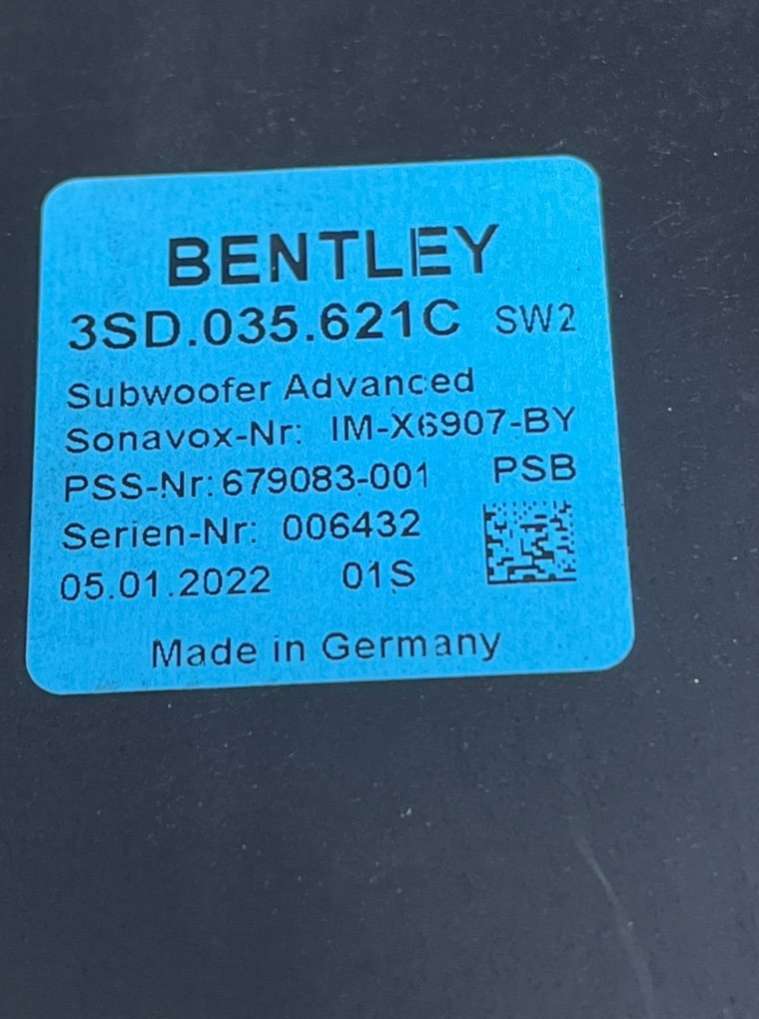 BENTLEY
3SD.035.621C SW2
Subwoofer Advanced
Sonavox-Nr: IM-X6907-BY
PSS-Nr:679083-001 PSB
Serien-Nr: 006432
05.01.2022 01S
Made in Germany